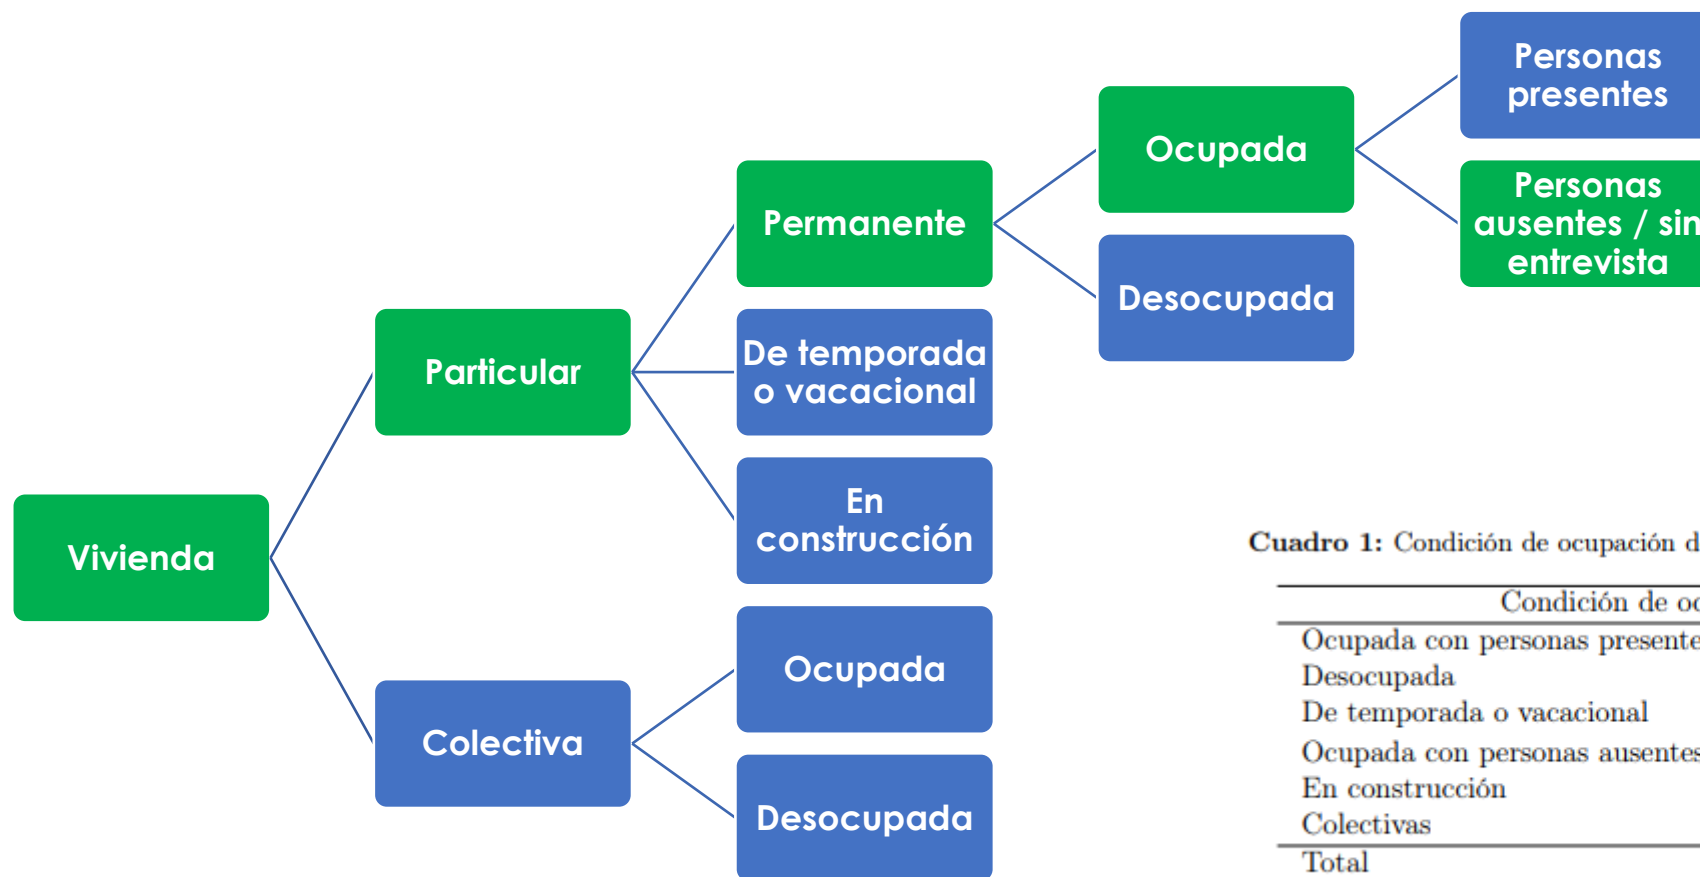 Personas
presentes
Ocupada
Personas
ausentes / sin
entrevista
Permanente
Desocupada
De temporada
o vacacional
Particular
En
construcción
Vivienda
Ocupada
Colectiva
Desocupada
Cuadro 1: Condición de ocupación d
Condición de oc
Ocupada con personas presente
Desocupada
De temporada o vacacional
Ocupada con personas ausentes
En construcción
Colectivas
Total